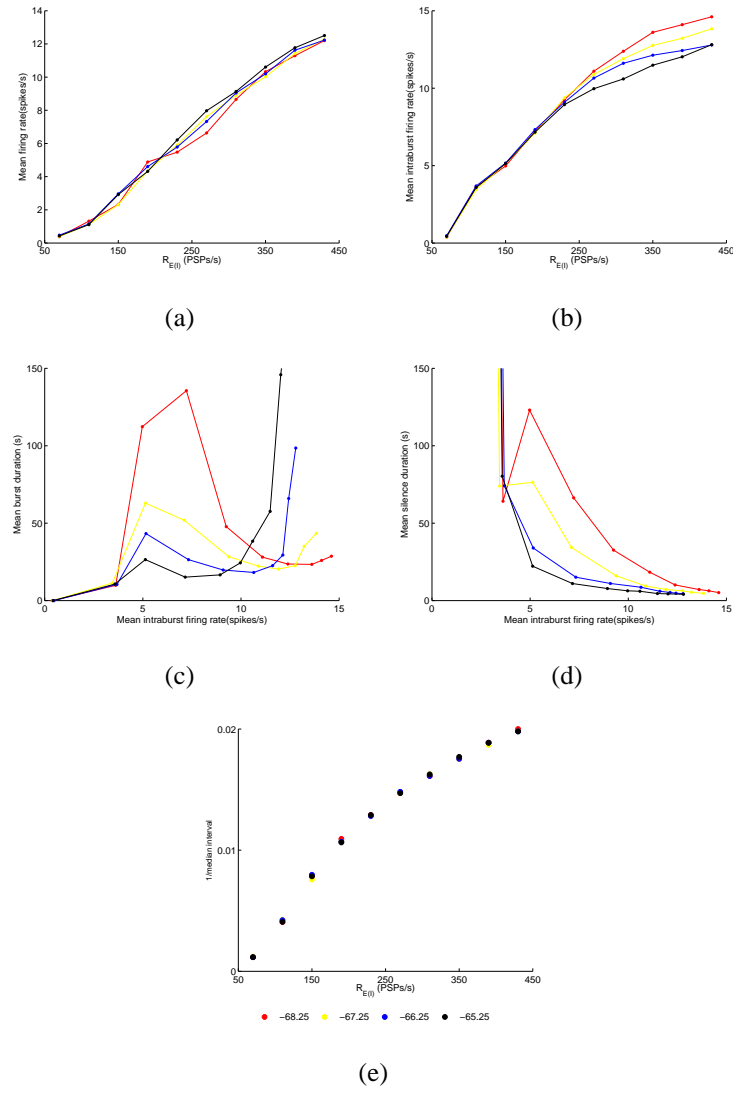 14
12
10
8
6
4
2
0
50 150 250 350 450
Mean firing rate(spikes/s)
R_E(I) (PSPs/s)
(a)
15
10
5
0
50 150 250 350 450
Mean intraburst firing rate(spikes/s)
R_E(I) (PSPs/s)
(b)
150
100
50
0
0 5 10 15
Mean burst duration (s)
Mean intraburst firing rate(spikes/s)
(c)
150
100
50
0
0 5 10 15
Mean silence duration (s)
Mean intraburst firing rate(spikes/s)
(d)
0.02
0.01
0
50 150 250 350 450
1/median interval
R_E(I) (PSPs/s)
−68.25 −67.25 −66.25 −65.25
(e)